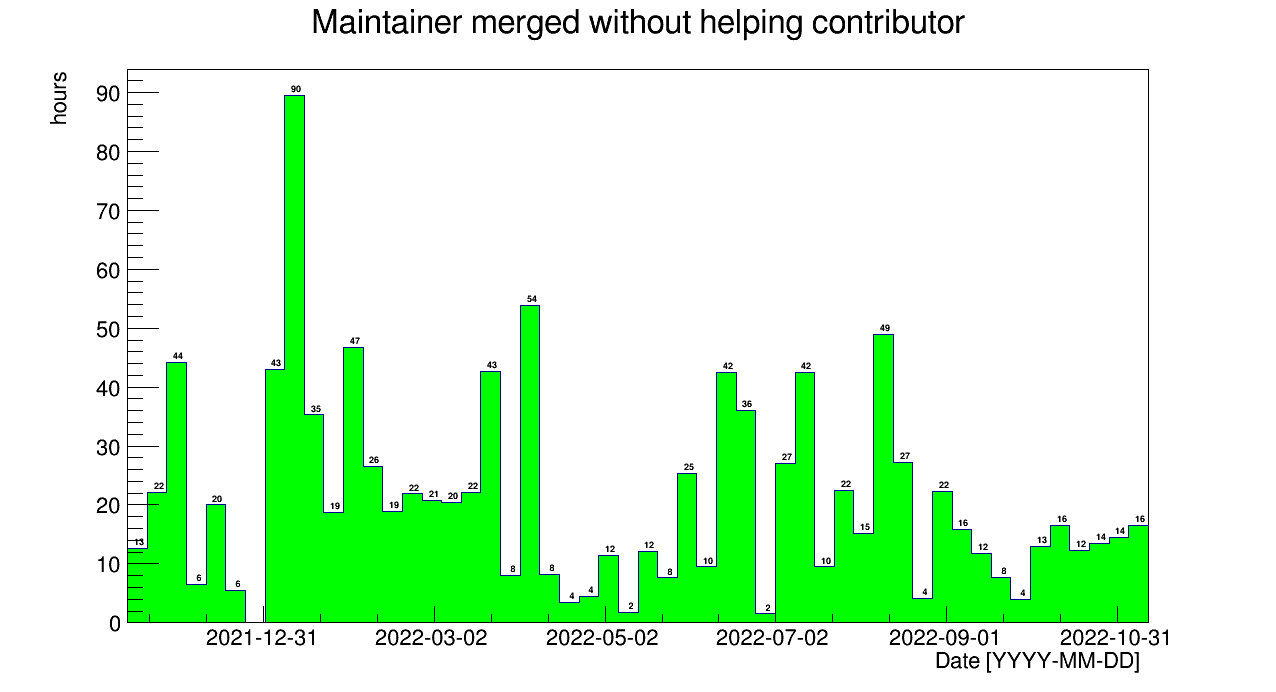 Maintainer merged without helping contributor
hours
90
80
70
60
50
40
30
20
10
0
13 22 44 6 20 6 43 90 35 19 47 26 19 22 21 20 22 43 8 54 8 4 4 12 2 12 8 25 10 42 36 2 27 42 10 22 15 49 27 4 22 16 12 8 4 13 16 12 14 14 16
2021-12-31 2022-03-02 2022-05-02 2022-07-02 2022-09-01 2022-10-31
Date [YYYY-MM-DD]